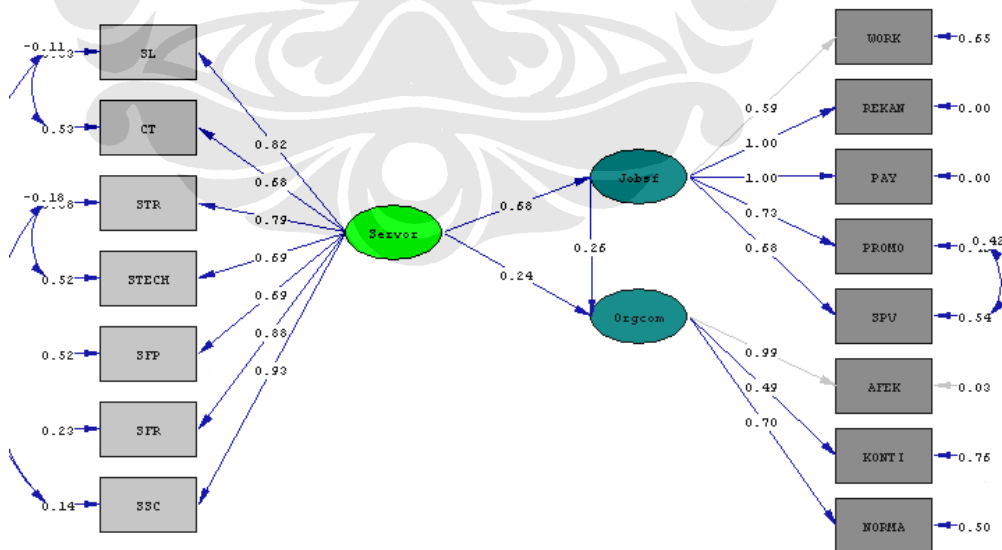 -0.11
SL
0.53
CT
-0.18
STR
0.52
STECH
0.52
SFP
0.23
SFR
0.14
SSC
0.82
0.68
0.79
0.69
0.69
0.88
0.93
Servor
0.68
0.24
Jobsf
0.26
Orgcom
0.59
1.00
1.00
0.73
0.68
0.99
0.49
0.70
WORK
0.65
REKAN
0.00
PAY
0.00
PROMO
0.42
SPV
0.54
AFEK
0.03
KONTI
0.76
NORMA
0.50